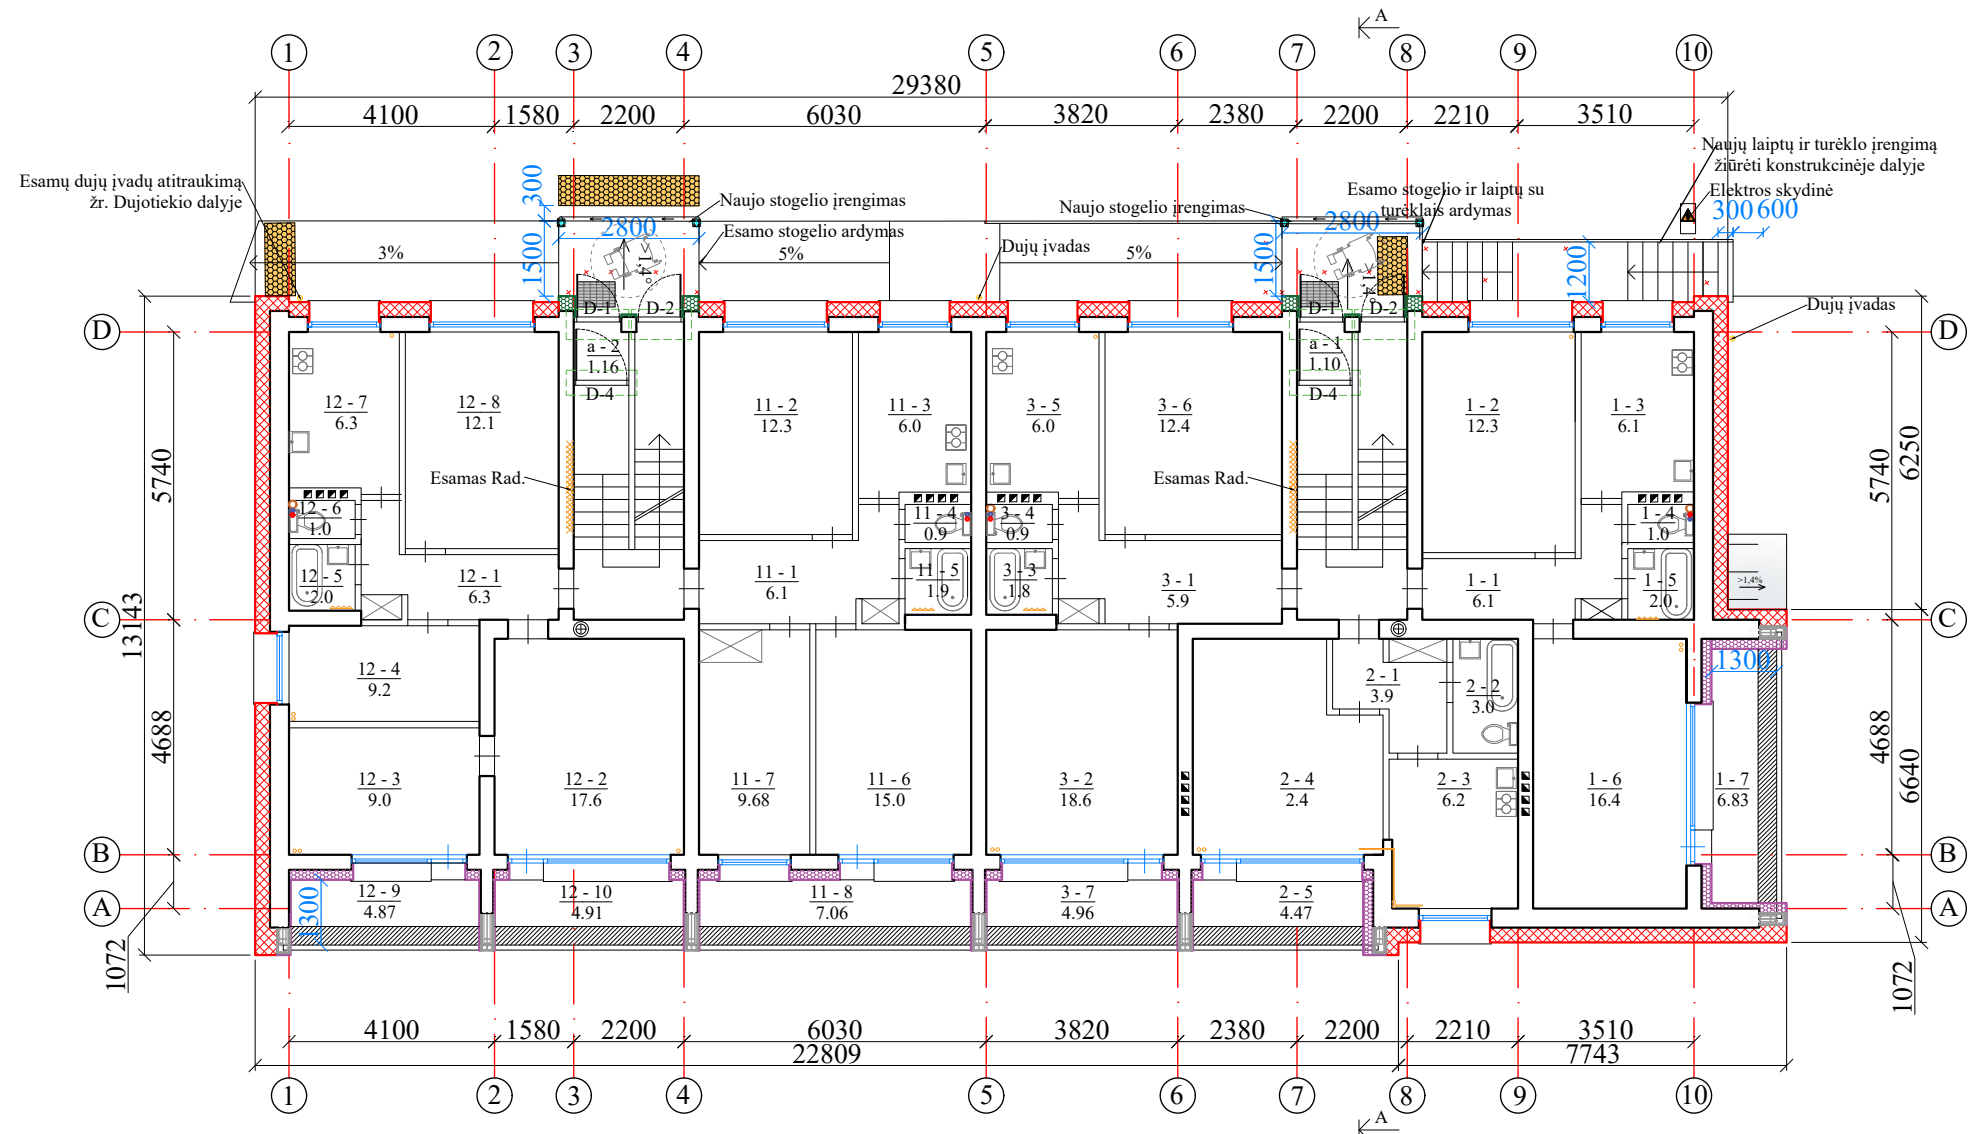 A
1 2 3 4 5 6 7 8 9 10
29380
4100 1580 2200 6030 3820 2380 2200 2210 3510
Esamų dujų įvadų atitraukimą
žr. Dujotiekio dalyje
300
2800
1500
Naujo stogelio įrengimas
Esamo stogelio ardymas
Naujo stogelio įrengimas
Dujų įvadas
2800
1500
Esamo stogelio ir laiptų su
turėklais ardymas
Naujų laiptų ir turėklo įrengimą
žiūrėti konstrukcinėje dalyje
Elektros skydinė
300 600
1200
Dujų įvadas
3% 5% 5%
1,4°
1,4°
D D
D-1 D-2 D-1 D-2
a - 2
1.16
D-4
a - 1
1.10
D-4
12 - 7
6.3
12 - 8
12.1
11 - 2
12.3
11 - 3
6.0
3 - 5
6.0
3 - 6
12.4
1 - 2
12.3
1 - 3
6.1
5740
5740
6250
Esamas Rad.
Esamas Rad.
12 - 6
1.0
11 - 4
0.9
3 - 4
0.9
1 - 4
1.0
12 - 5
2.0
12 - 1
6.3
11 - 1
6.1
11 - 5
1.9
3 - 3
1.8
3 - 1
5.9
1 - 1
6.1
1 - 5
2.0
>1,4%
C C
13143
12 - 4
9.2
2 - 1
3.9
2 - 2
3.0
1300
4688
4688
6640
12 - 3
9.0
12 - 2
17.6
11 - 7
9.68
11 - 6
15.0
3 - 2
18.6
2 - 4
2.4
2 - 3
6.2
1 - 6
16.4
1 - 7
6.83
B B
12 - 9
4.87
12 - 10
4.91
11 - 8
7.06
3 - 7
4.96
2 - 5
4.47
1300
A A
1072
1072
4100 1580 2200 6030 3820 2380 2200 2210 3510
22809 7743
1 2 3 4 5 6 7 8 9 10
A